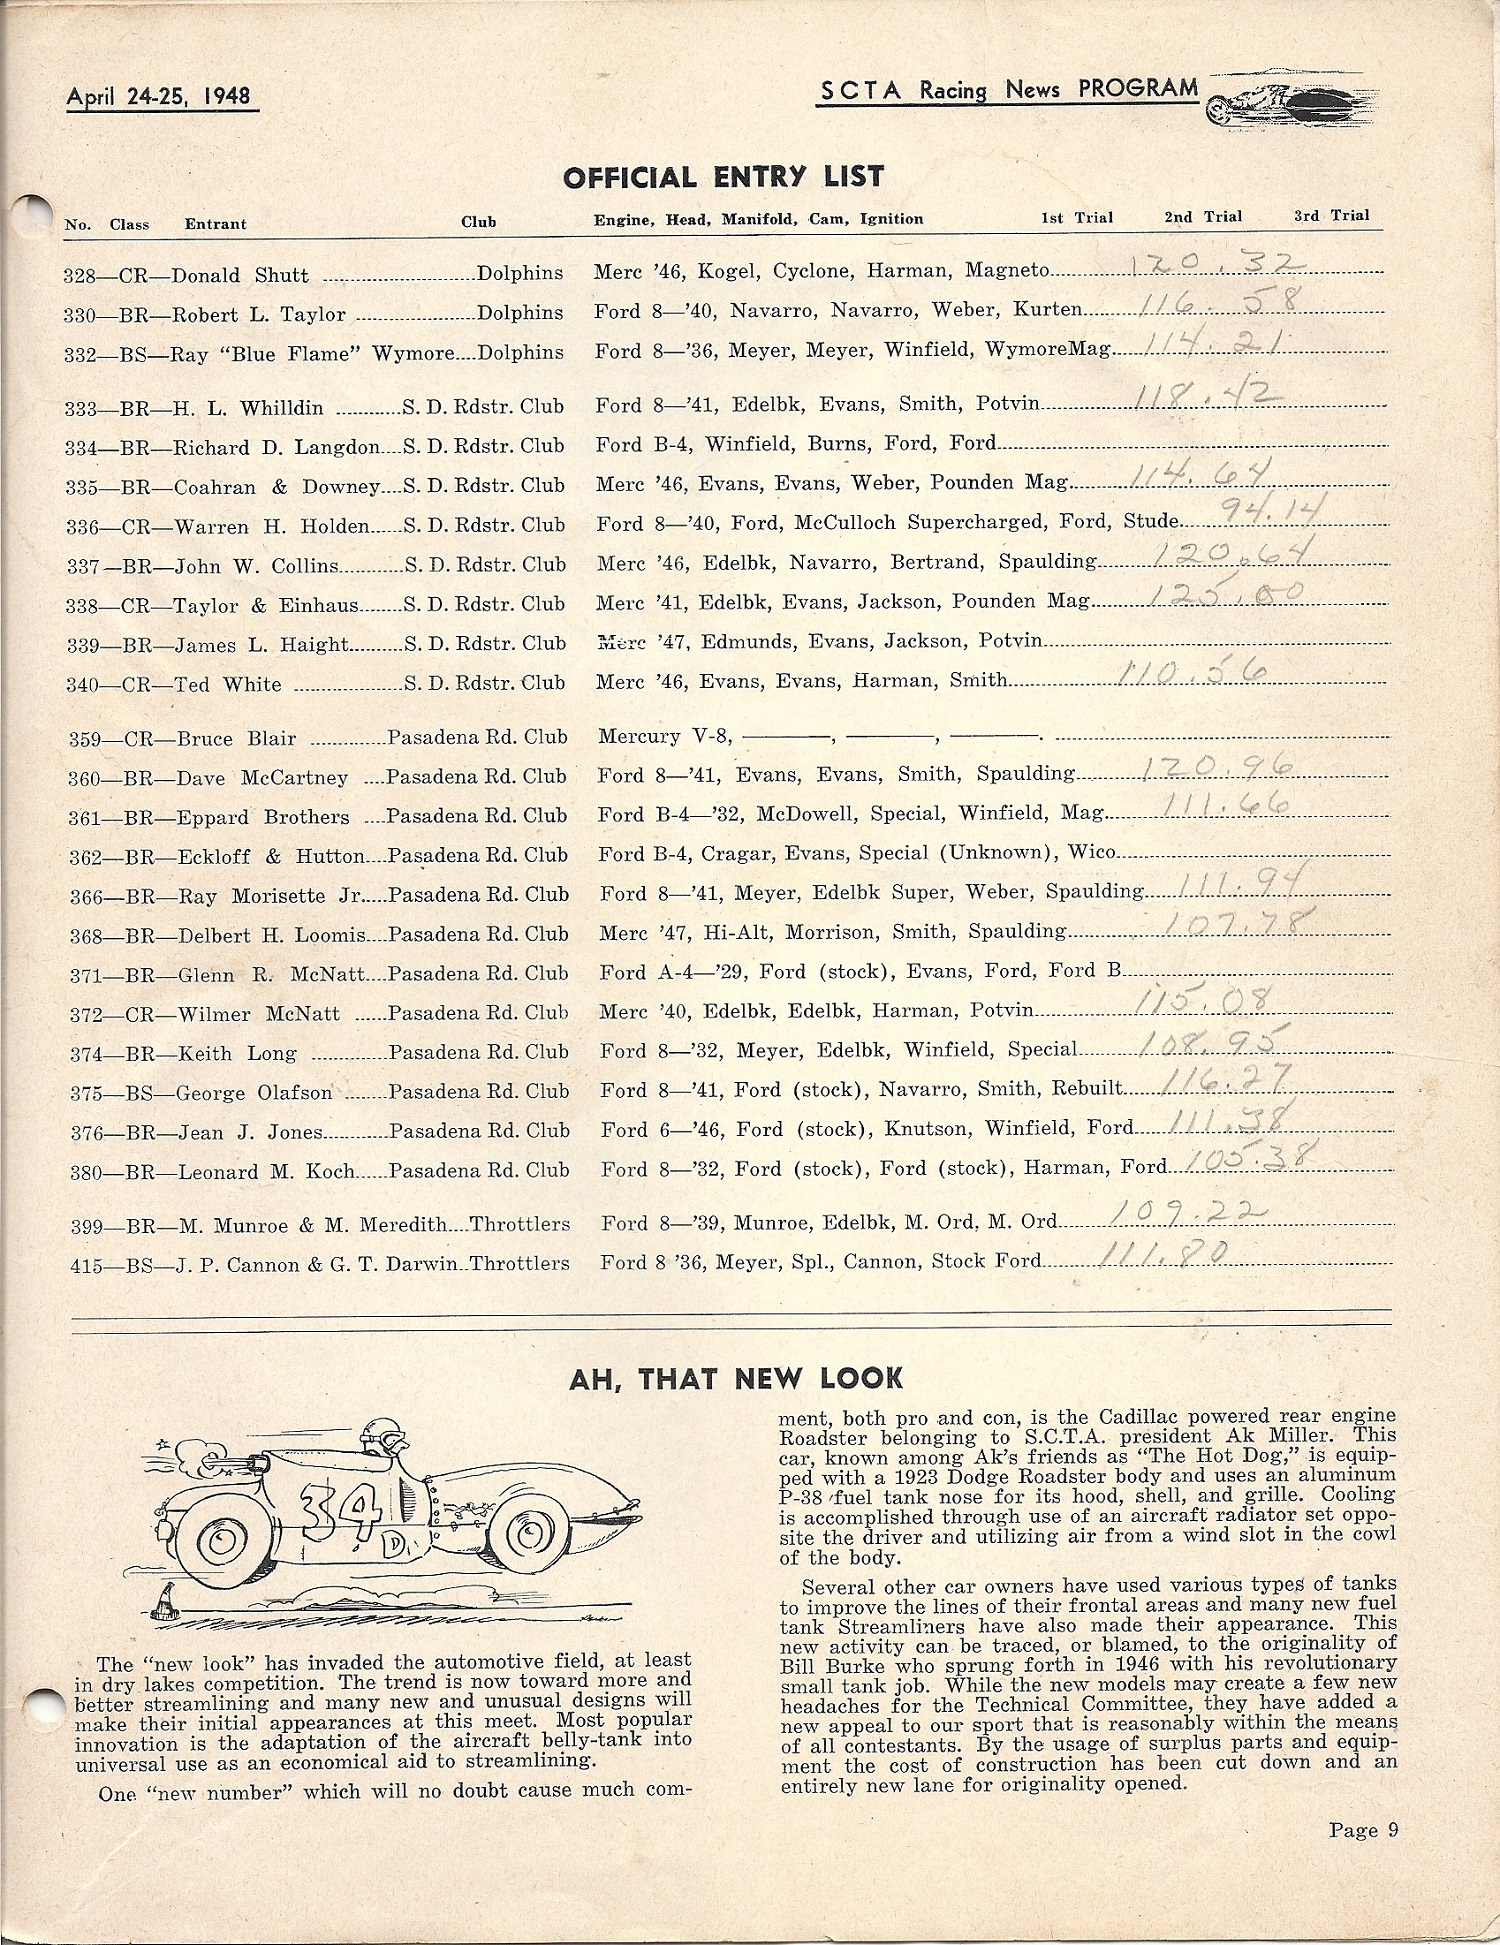 April 24-25, 1948
SCTA Racing News PROGRAM
OFFICIAL ENTRY LIST
No. Class Entrant Club Engine, Head, Manifold, Cam, Ignition 1st Trial 2nd Trial 3rd Trial
328—CR—Donald Shutt ........................Dolphins Merc '46, Kogel, Cyclone, Harman, Magneto............120.32
330—BR—Robert L. Taylor ...................Dolphins Ford 8—'40, Navarro, Navarro, Weber, Kurten........116.58
332—BS—Ray “Blue Flame” Wymore....Dolphins Ford 8—'36, Meyer, Meyer, Winfield, WymoreMag.....114.21
333—BR—H. L. Whilldin ...........S. D. Rdstr. Club Ford 8—'41, Edelbk, Evans, Smith, Potvin..............118.42
334—BR—Richard D. Langdon....S. D. Rdstr. Club Ford B-4, Winfield, Burns, Ford, Ford..............
335—BR—Coahran & Downey....S. D. Rdstr. Club Merc '46, Evans, Evans, Weber, Pounden Mag.........114.64
336—CR—Warren H. Holden......S. D. Rdstr. Club Ford 8—'40, Ford, McCulloch Supercharged, Ford, Stude.....94.14
337—BR—John W. Collins...........S. D. Rdstr. Club Merc '46, Edelbk, Navarro, Bertrand, Spaulding.......120.64
338—CR—Taylor & Einhaus........S. D. Rdstr. Club Merc '41, Edelbk, Evans, Jackson, Pounden Mag.......125.00
339—BR—James L. Haight.........S. D. Rdstr. Club Merc '47, Edmunds, Evans, Jackson, Potvin..............
340—CR—Ted White .................S. D. Rdstr. Club Merc '46, Evans, Evans, Harman, Smith..............110.56
359—CR—Bruce Blair .............Pasadena Rd. Club Mercury V-8, ————, ————, ————. ..............
360—BR—Dave McCartney ....Pasadena Rd. Club Ford 8—'41, Evans, Evans, Smith, Spaulding.........120.96
361—BR—Eppard Brothers ....Pasadena Rd. Club Ford B-4—'32, McDowell, Special, Winfield, Mag.......111.66
362—BR—Eckloff & Hutton....Pasadena Rd. Club Ford B-4, Cragar, Evans, Special (Unknown), Wico..............
366—BR—Ray Morisette Jr.....Pasadena Rd. Club Ford 8—'41, Meyer, Edelbk Super, Weber, Spaulding.....111.94
368—BR—Delbert H. Loomis....Pasadena Rd. Club Merc '47, Hi-Alt, Morrison, Smith, Spaulding..........107.78
371—BR—Glenn R. McNatt....Pasadena Rd. Club Ford A-4—'29, Ford (stock), Evans, Ford, Ford B..............
372—CR—Wilmer McNatt ......Pasadena Rd. Club Merc '40, Edelbk, Edelbk, Harman, Potvin..............115.08
374—BR—Keith Long .............Pasadena Rd. Club Ford 8—'32, Meyer, Edelbk, Winfield, Special.........108.95
375—BS—George Olafson ........Pasadena Rd. Club Ford 8—'41, Ford (stock), Navarro, Smith, Rebuilt......116.27
376—BR—Jean J. Jones............Pasadena Rd. Club Ford 6—'46, Ford (stock), Knutson, Winfield, Ford......111.38
380—BR—Leonard M. Koch......Pasadena Rd. Club Ford 8—'32, Ford (stock), Ford (stock), Harman, Ford...105.38
399—BR—M. Munroe & M. Meredith....Throttlers Ford 8—'39, Munroe, Edelbk, M. Ord, M. Ord.........109.22
415—BS—J. P. Cannon & G. T. Darwin..Throttlers Ford 8 '36, Meyer, Spl., Cannon, Stock Ford.........111.80
AH, THAT NEW LOOK
34
D
The “new look” has invaded the automotive field, at least
in dry lakes competition. The trend is now toward more and
better streamlining and many new and unusual designs will
make their initial appearances at this meet. Most popular
innovation is the adaptation of the aircraft belly-tank into
universal use as an economical aid to streamlining.
One “new number” which will no doubt cause much com-
ment, both pro and con, is the Cadillac powered rear engine
Roadster belonging to S.C.T.A. president Ak Miller. This
car, known among Ak's friends as “The Hot Dog,” is equip-
ped with a 1923 Dodge Roadster body and uses an aluminum
P-38 fuel tank nose for its hood, shell, and grille. Cooling
is accomplished through use of an aircraft radiator set oppo-
site the driver and utilizing air from a wind slot in the cowl
of the body.
Several other car owners have used various types of tanks
to improve the lines of their frontal areas and many new fuel
tank Streamliners have also made their appearance. This
new activity can be traced, or blamed, to the originality of
Bill Burke who sprung forth in 1946 with his revolutionary
small tank job. While the new models may create a few new
headaches for the Technical Committee, they have added a
new appeal to our sport that is reasonably within the means
of all contestants. By the usage of surplus parts and equip-
ment the cost of construction has been cut down and an
entirely new lane for originality opened.
Page 9